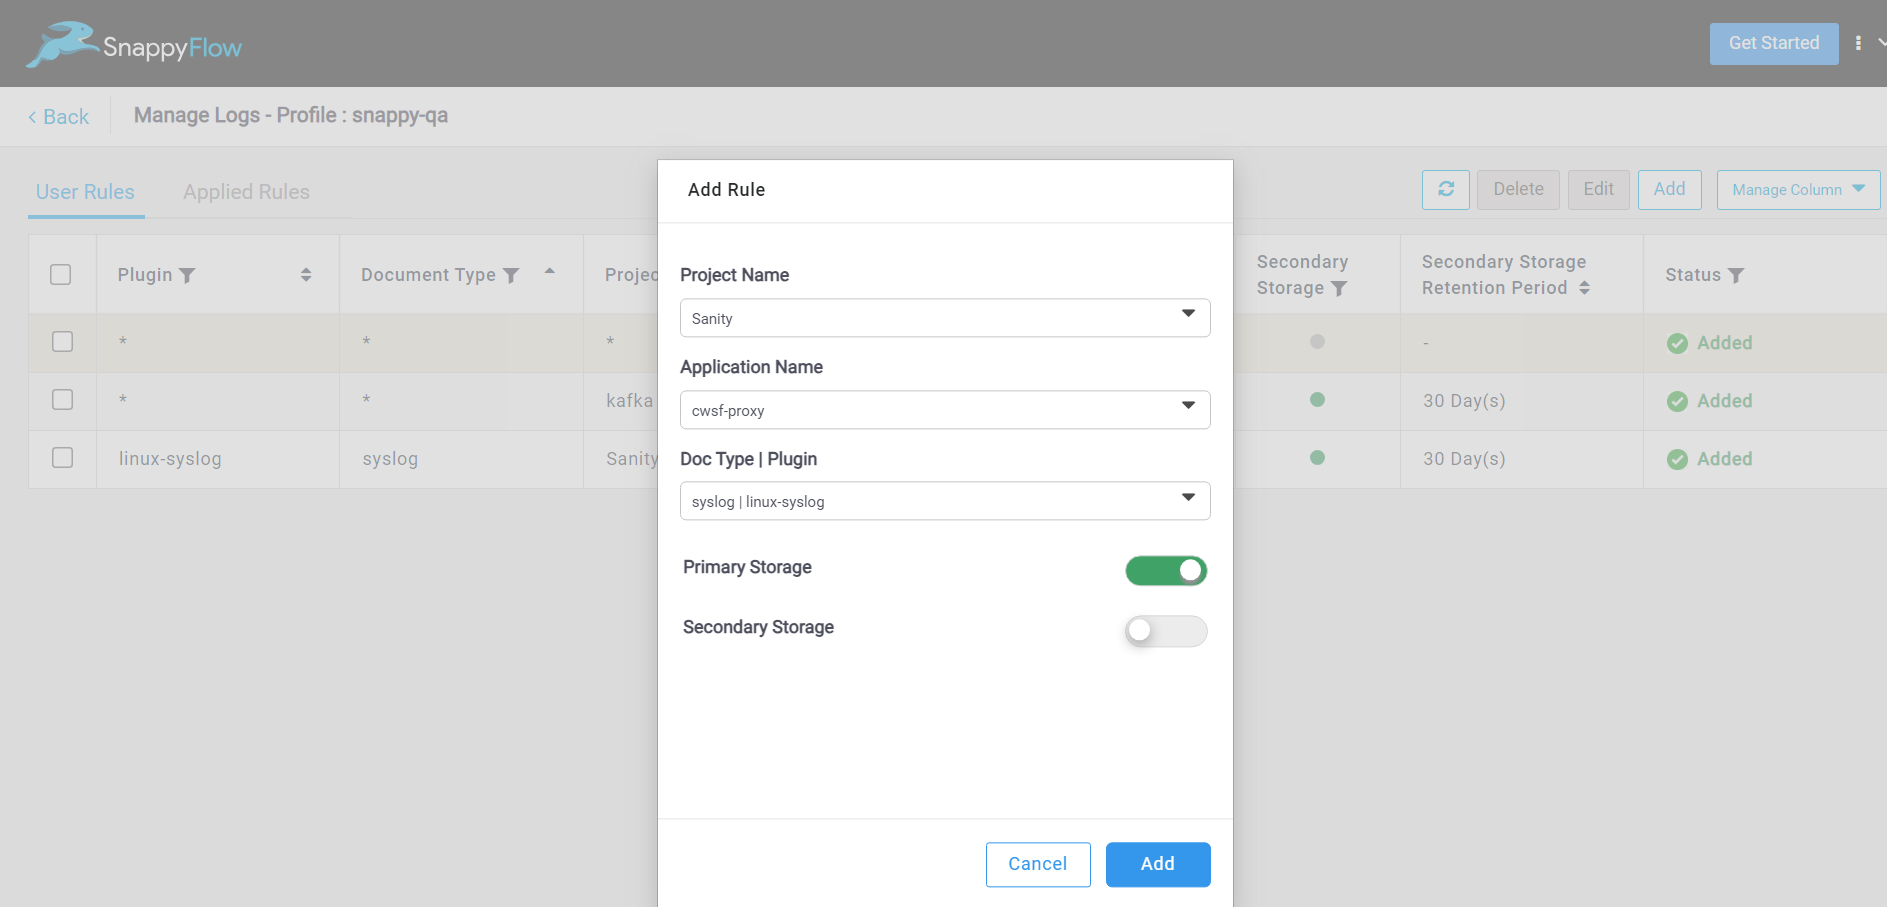 SnappyFlow
Get Started
Back
Manage Logs - Profile : snappy-qa
User Rules
Applied Rules
Delete
Edit
Add
Manage Column
Plugin
Document Type
Projec
Secondary
Storage
Secondary Storage
Retention Period
Status
* * * - Added
* * kafka 30 Day(s) Added
linux-syslog syslog Sanity 30 Day(s) Added
Add Rule
Project Name
Sanity
Application Name
cwsf-proxy
Doc Type | Plugin
syslog | linux-syslog
Primary Storage
Secondary Storage
Cancel
Add